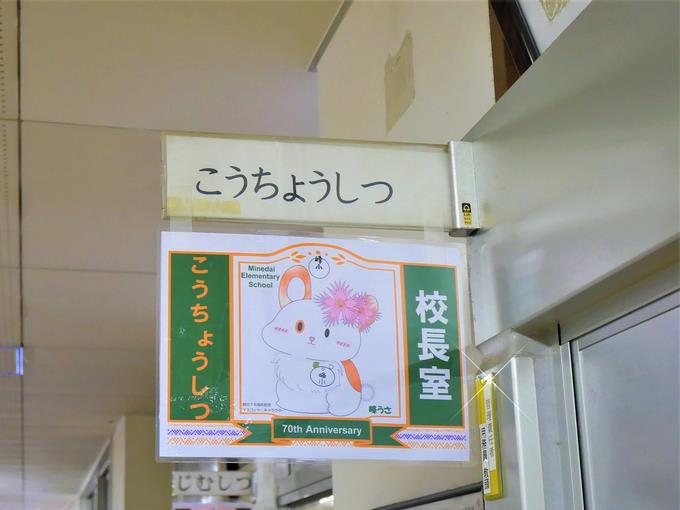 こうちょうしつ
こうちょうしつ
Minedai
Elementary
School
峰
小
峰
小
峰うさ
70th Anniversary
校長室
じむしつ